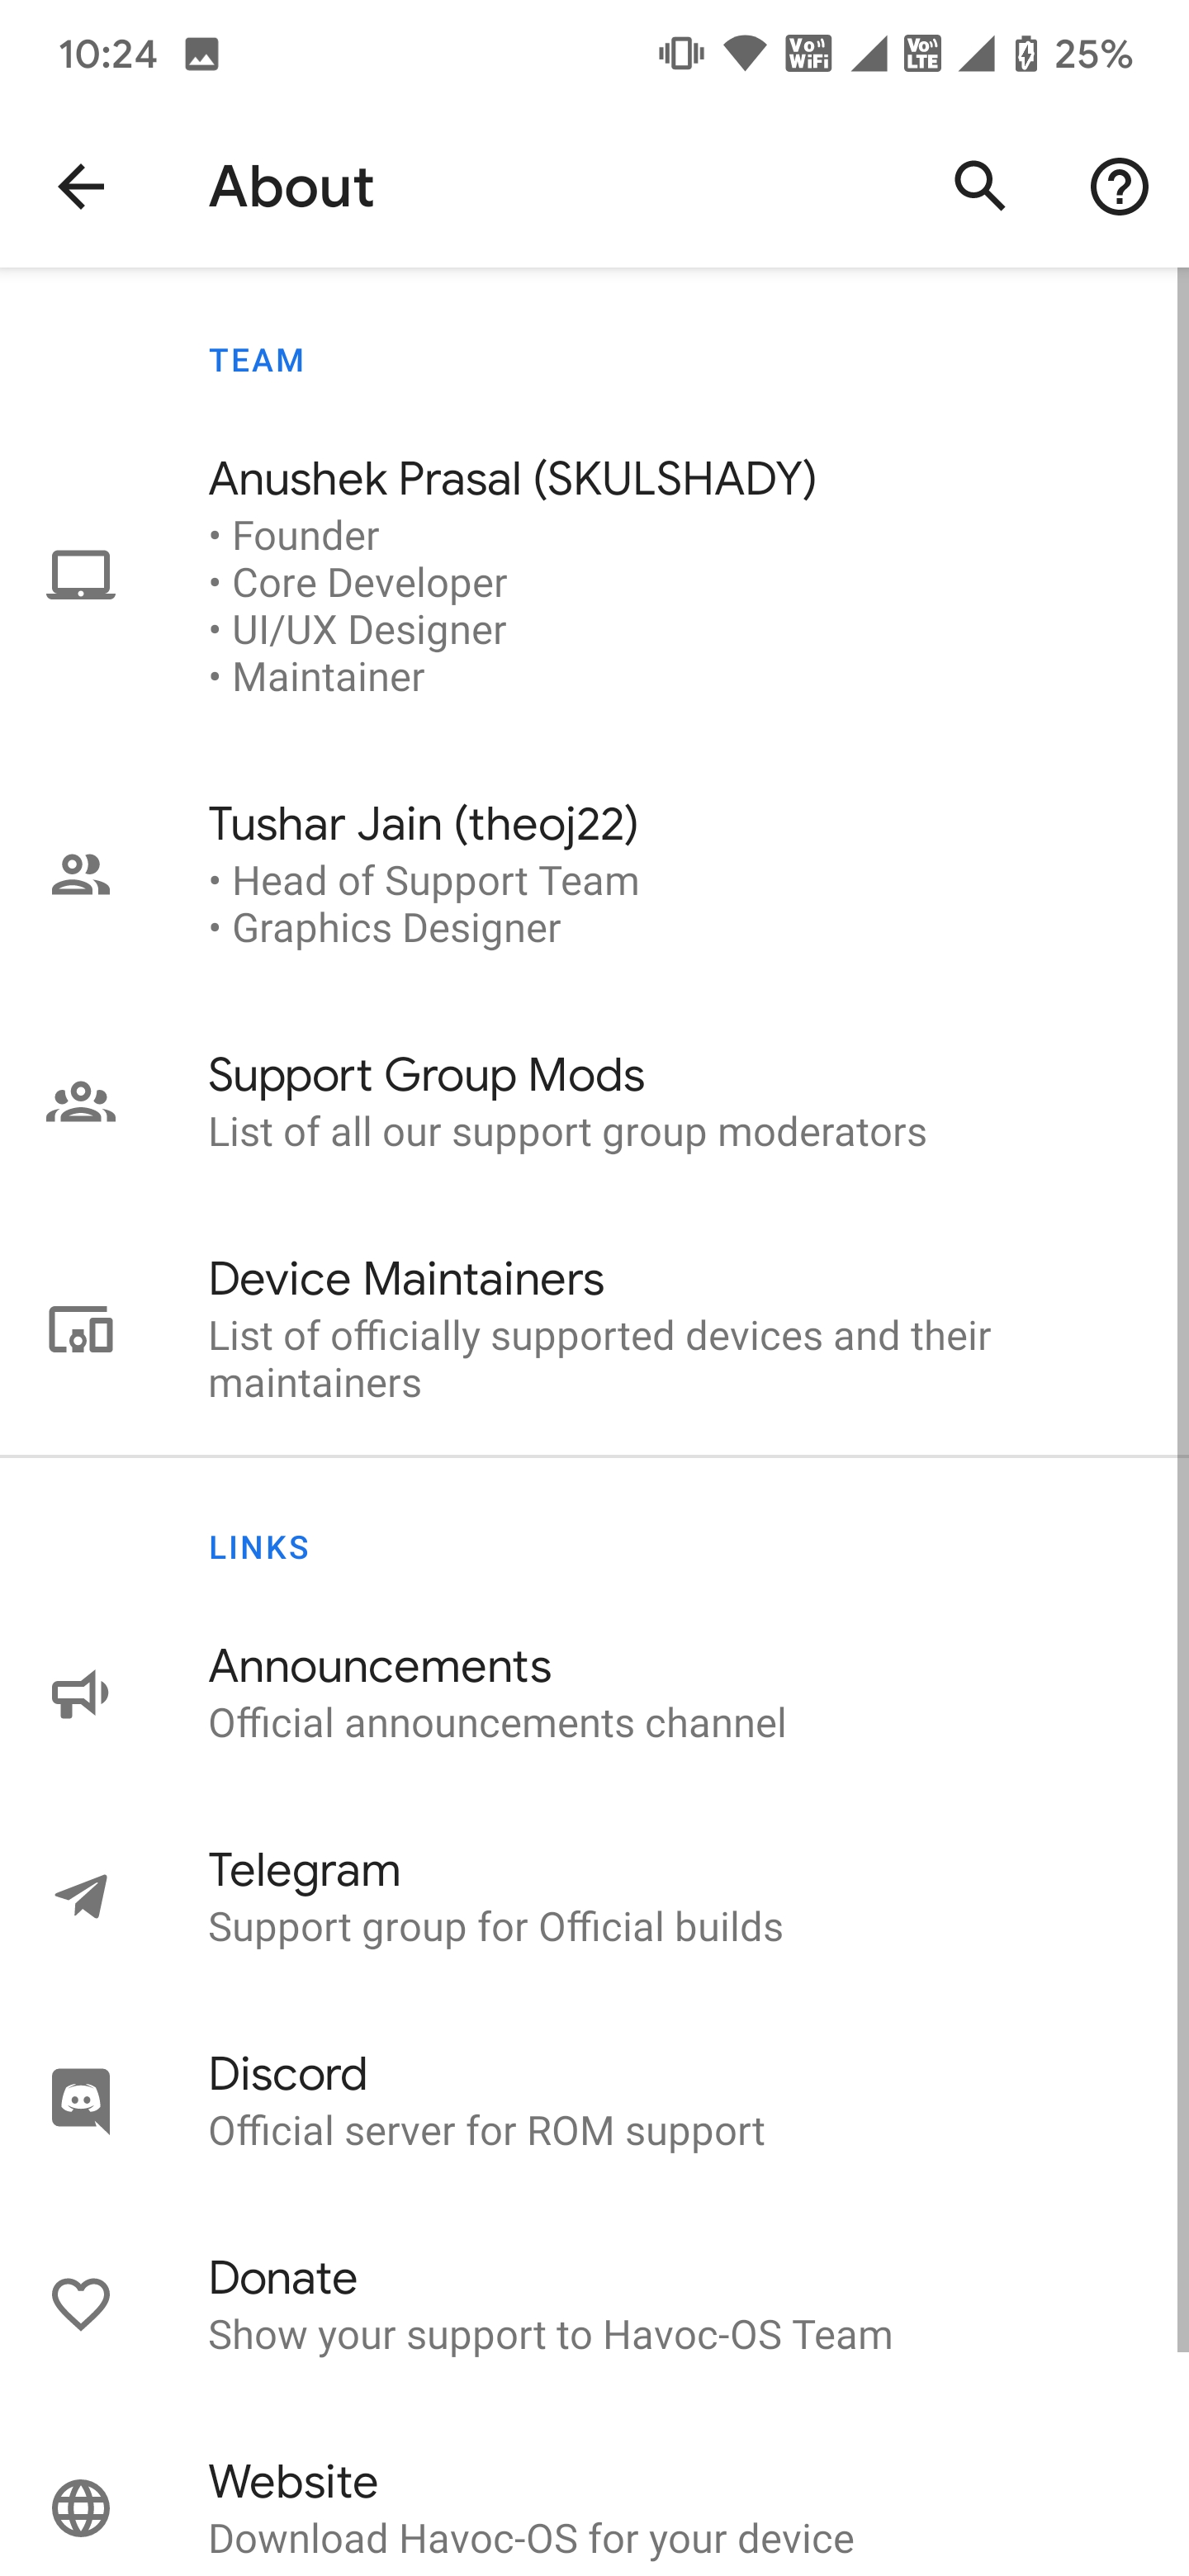 10:24
Vo WiFi
Vo LTE
25%
About
TEAM
Anushek Prasal (SKULSHADY)
• Founder
• Core Developer
• UI/UX Designer
• Maintainer
Tushar Jain (theoj22)
• Head of Support Team
• Graphics Designer
Support Group Mods
List of all our support group moderators
Device Maintainers
List of officially supported devices and their
maintainers
LINKS
Announcements
Official announcements channel
Telegram
Support group for Official builds
Discord
Official server for ROM support
Donate
Show your support to Havoc-OS Team
Website
Download Havoc-OS for your device